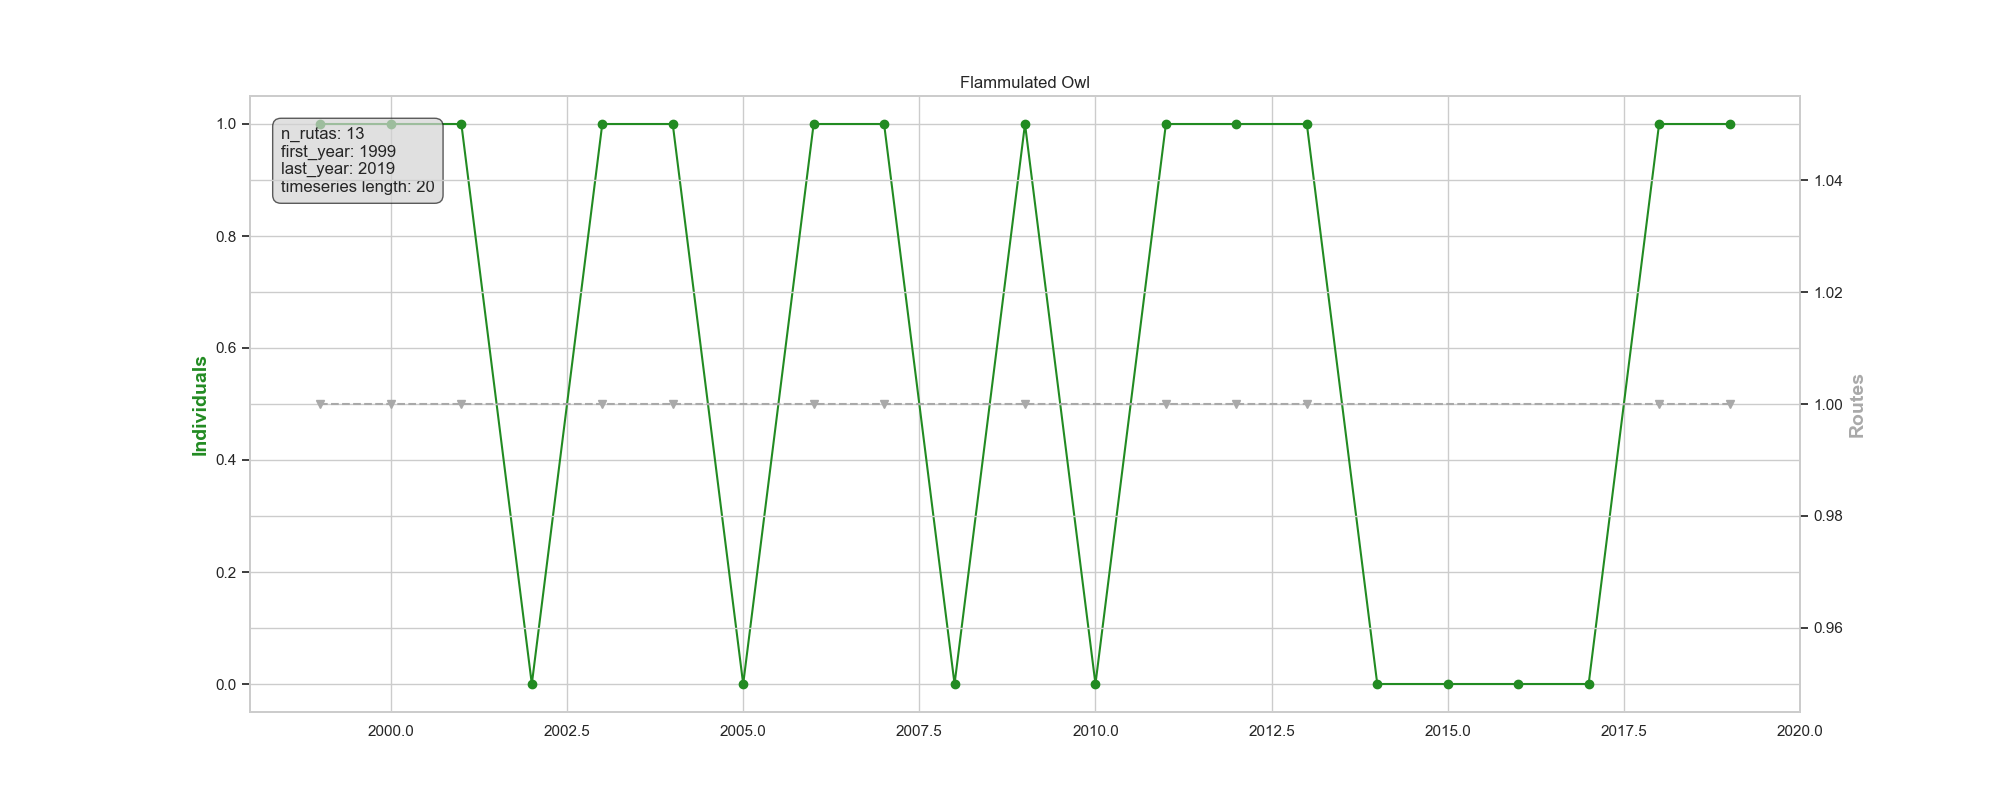 Flammulated Owl
n_rutas: 13
first_year: 1999
last_year: 2019
timeseries length: 20
Individuals
1.0
0.8
0.6
0.4
0.2
0.0
Routes
1.04
1.02
1.00
0.98
0.96
2000.0 2002.5 2005.0 2007.5 2010.0 2012.5 2015.0 2017.5 2020.0